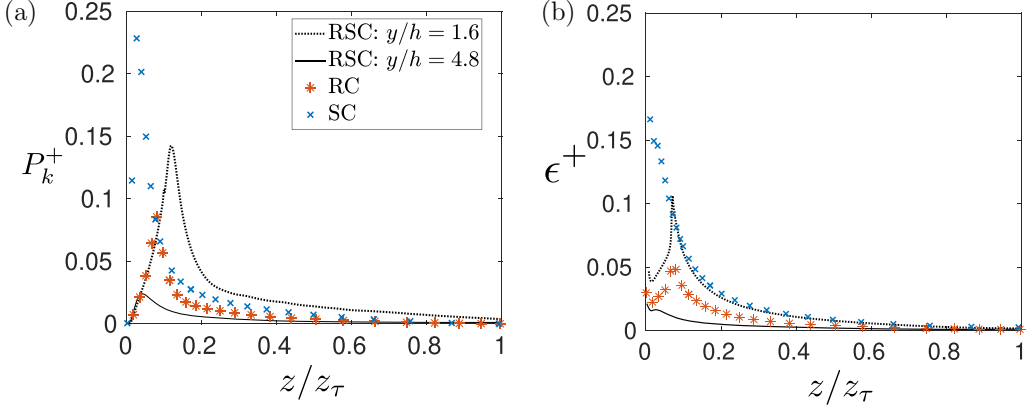 (a)
0.25
0.2
0.15
0.1
0.05
0
P_k^+
RSC: y/h = 1.6
RSC: y/h = 4.8
RC
SC
0 0.2 0.4 0.6 0.8 1
z/z_τ
(b)
0.25
0.2
0.15
0.1
0.05
0
ϵ^+
0 0.2 0.4 0.6 0.8 1
z/z_τ